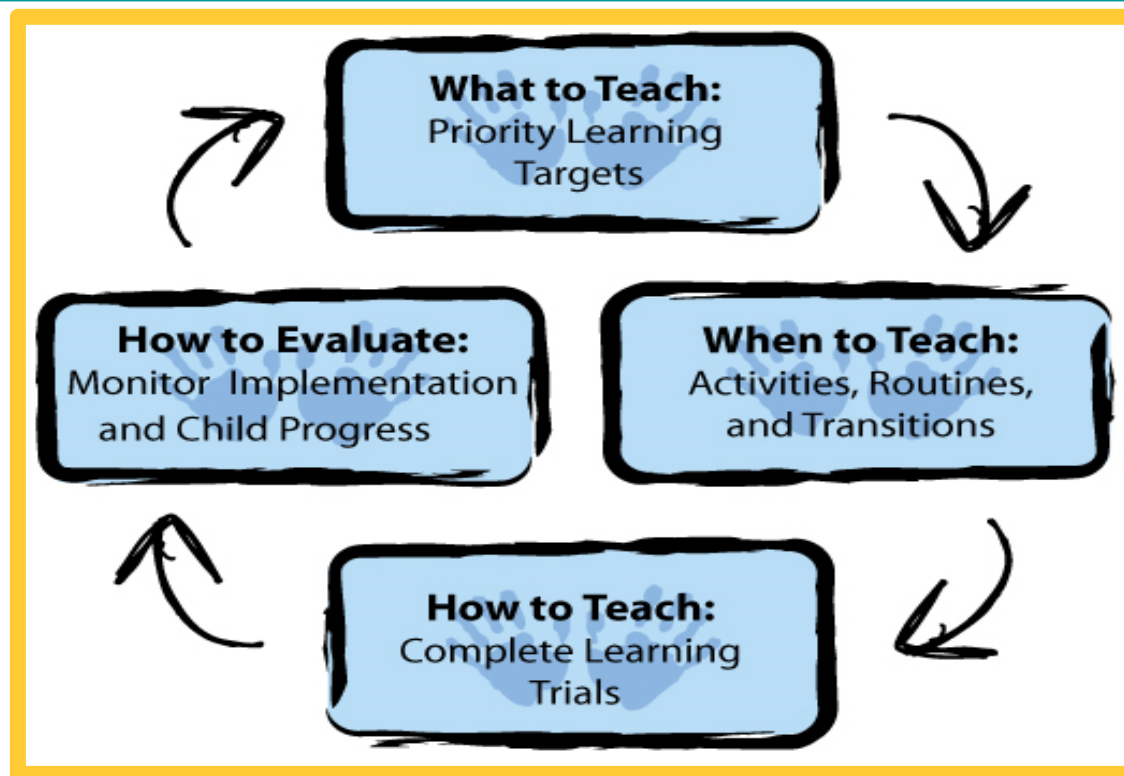 What to Teach:
Priority Learning
Targets
When to Teach:
Activities, Routines,
and Transitions
How to Teach:
Complete Learning
Trials
How to Evaluate:
Monitor Implementation
and Child Progress